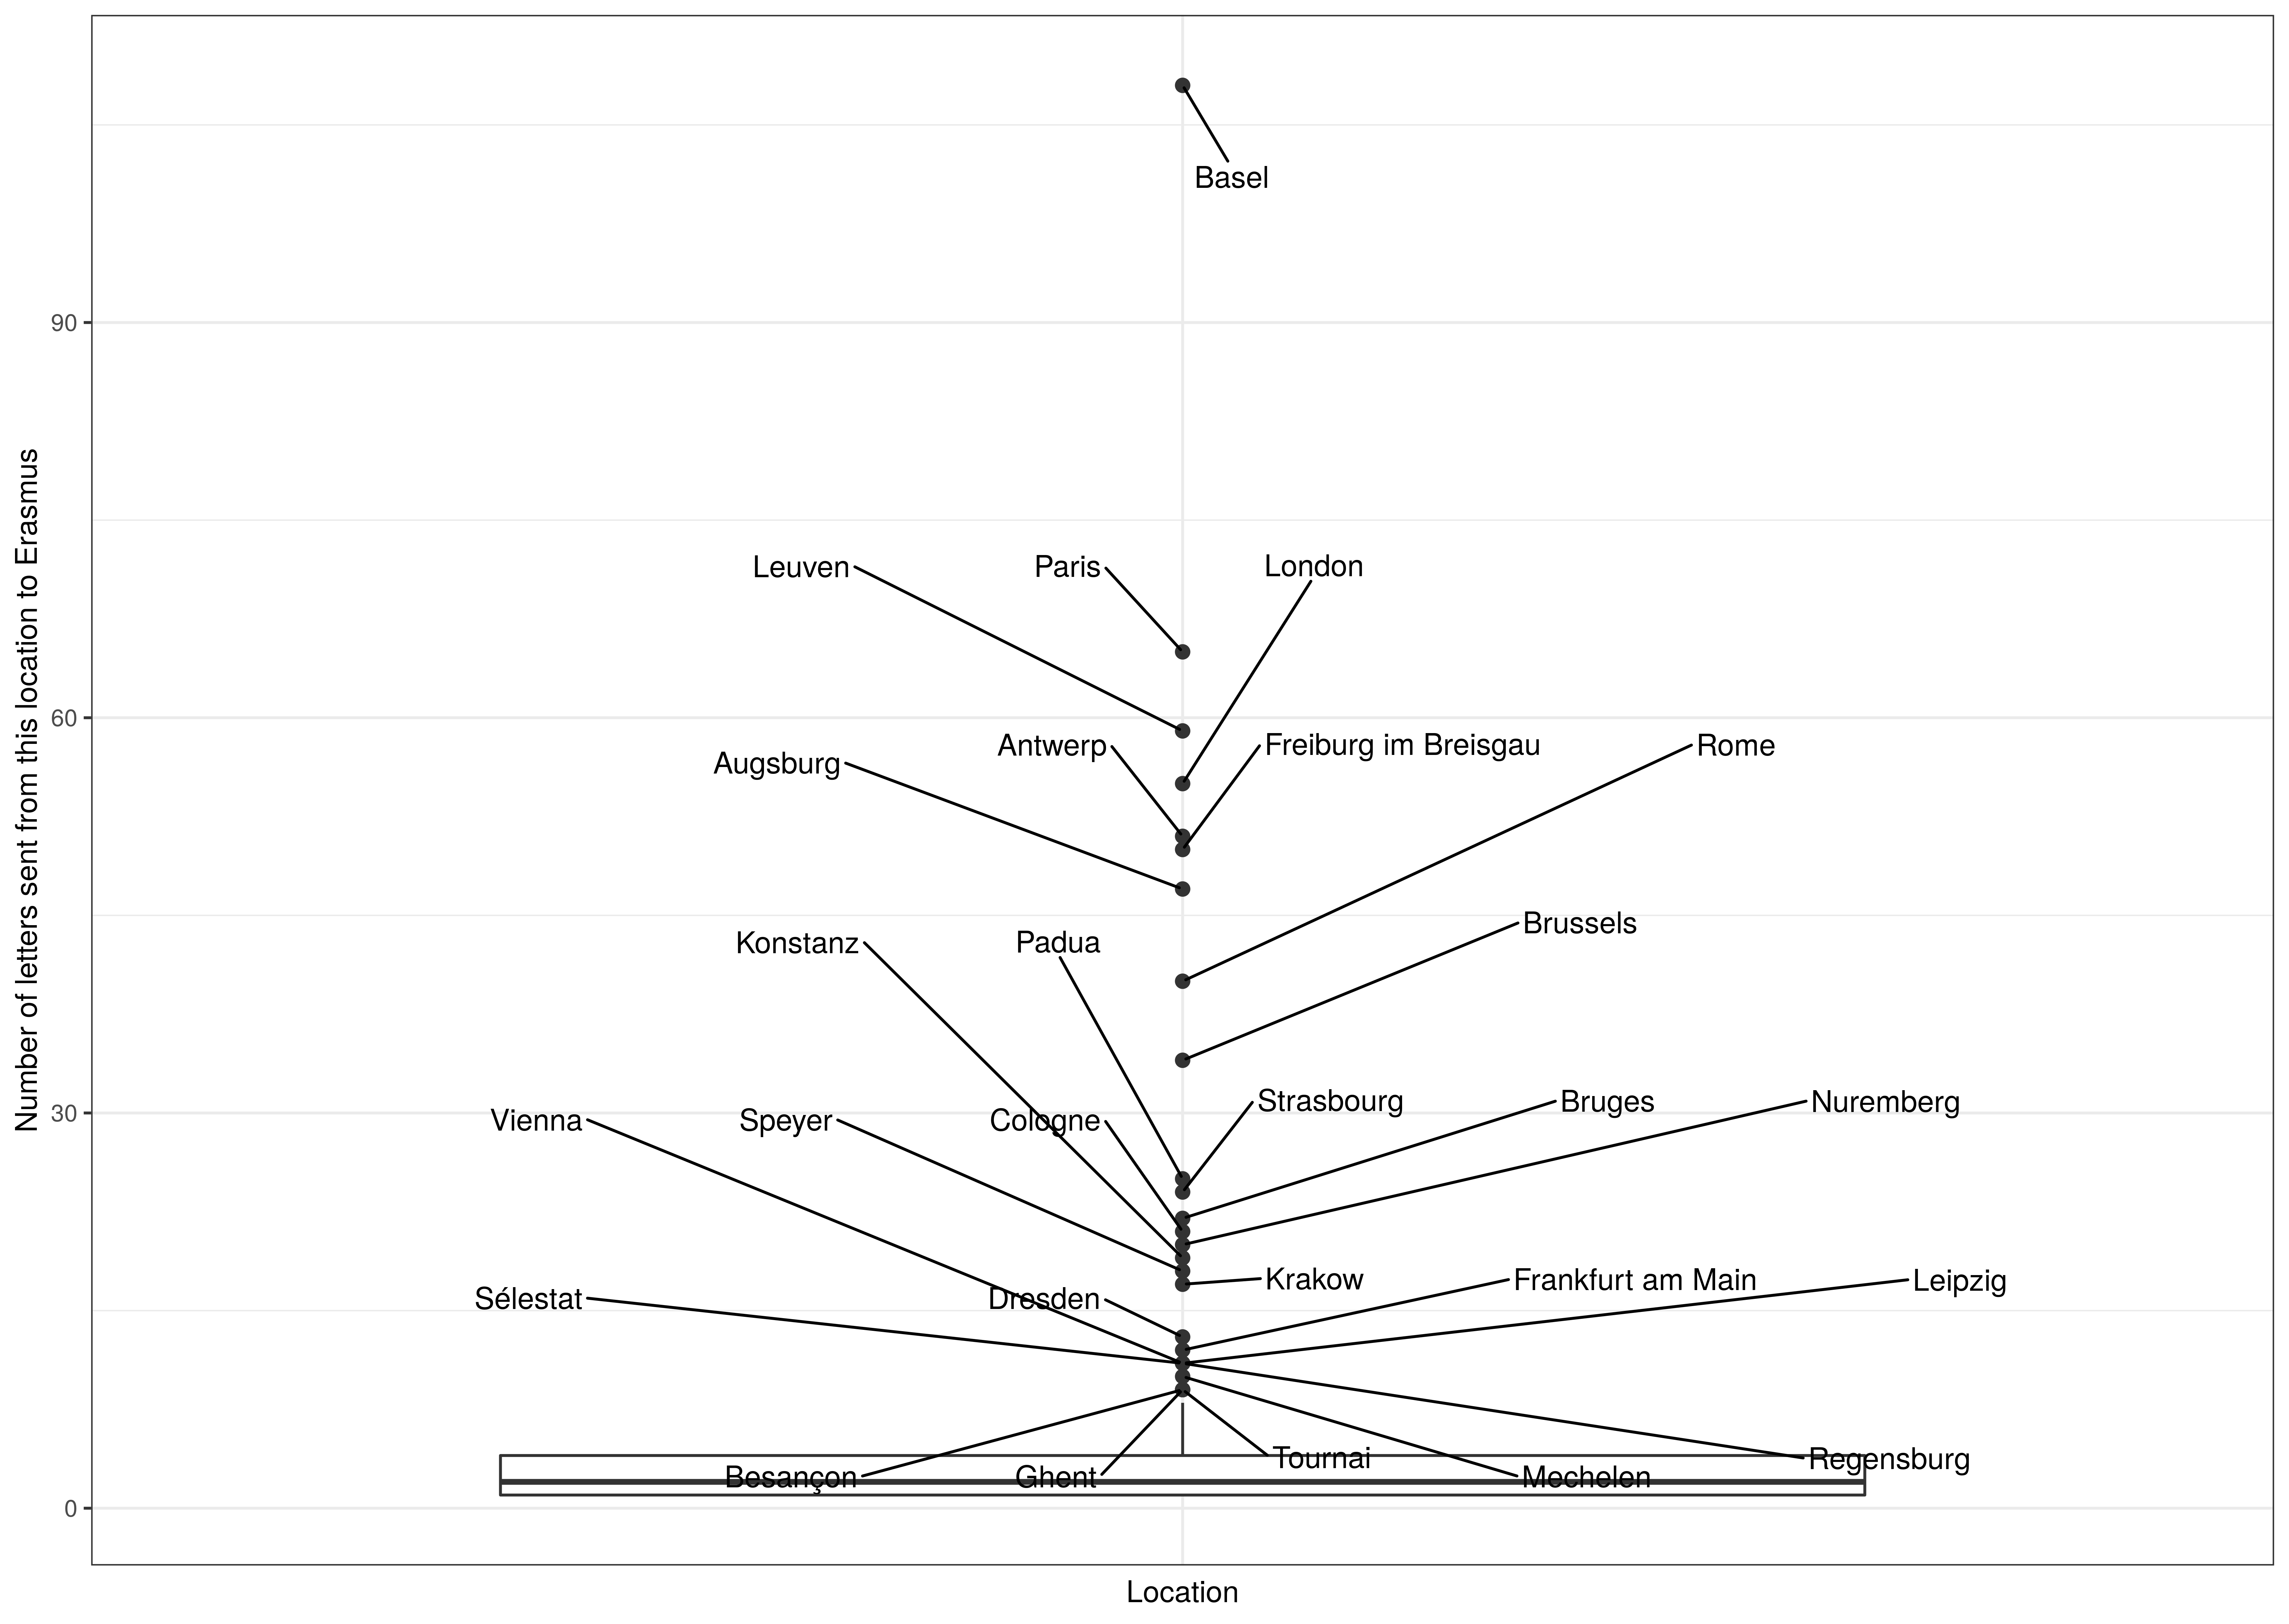 Number of letters sent from this location to Erasmus
90
60
30
0
Basel
Leuven
Paris
London
Antwerp
Freiburg im Breisgau
Rome
Augsburg
Brussels
Konstanz
Padua
Strasbourg
Bruges
Nuremberg
Vienna
Speyer
Cologne
Krakow
Frankfurt am Main
Leipzig
Sélestat
Dresden
Tournai
Regensburg
Besançon
Ghent
Mechelen
Location